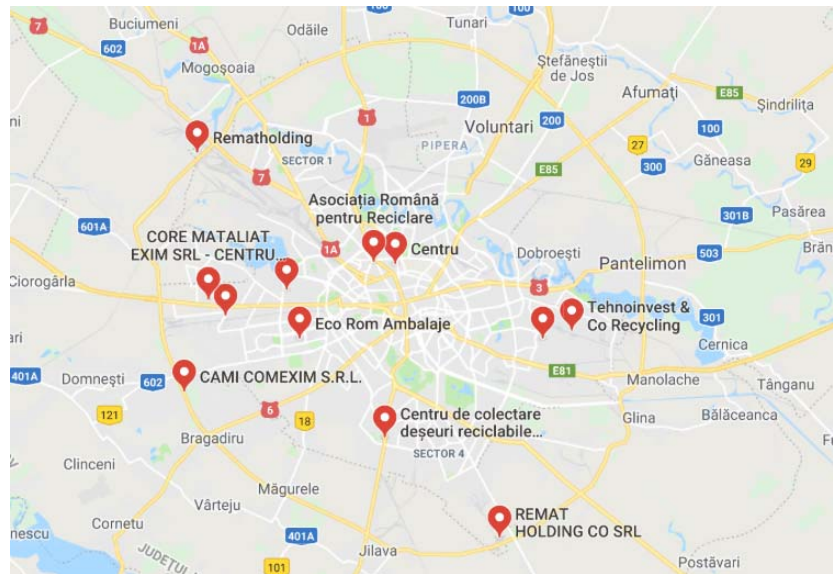 100
Buciumeni
Odăile
Tunari
7
602
1A
Mogoșoaia
Ștefăneștii
de Jos
Afumați
E85
Șindrilița
200B
1
Voluntari
200
100
Rematholding
SECTOR 1
PIPERA
27
300
Găneasa
29
7
E85
Asociația Română
pentru Reciclare
Pasărea
301B
601A
CORE MATALIAT
EXIM SRL - CENTRU...
1A
Centru
Dobroești
Pantelimon
503
Ciorogârla
3
Tehnoinvest &
Co Recycling
301
Eco Rom Ambalaje
Cernica
401A
Domnești
602
CAMI COMEXIM S.R.L.
E81
Manolache
Tânganu
121
6
18
Centru de colectare
deșeuri reciclabile...
Glina
Bălăceanca
Bragadiru
SECTOR 4
Clinceni
Măgurele
Vârteju
REMAT
HOLDING CO SRL
Cornetu
401A
Jilava
101
Postăvari